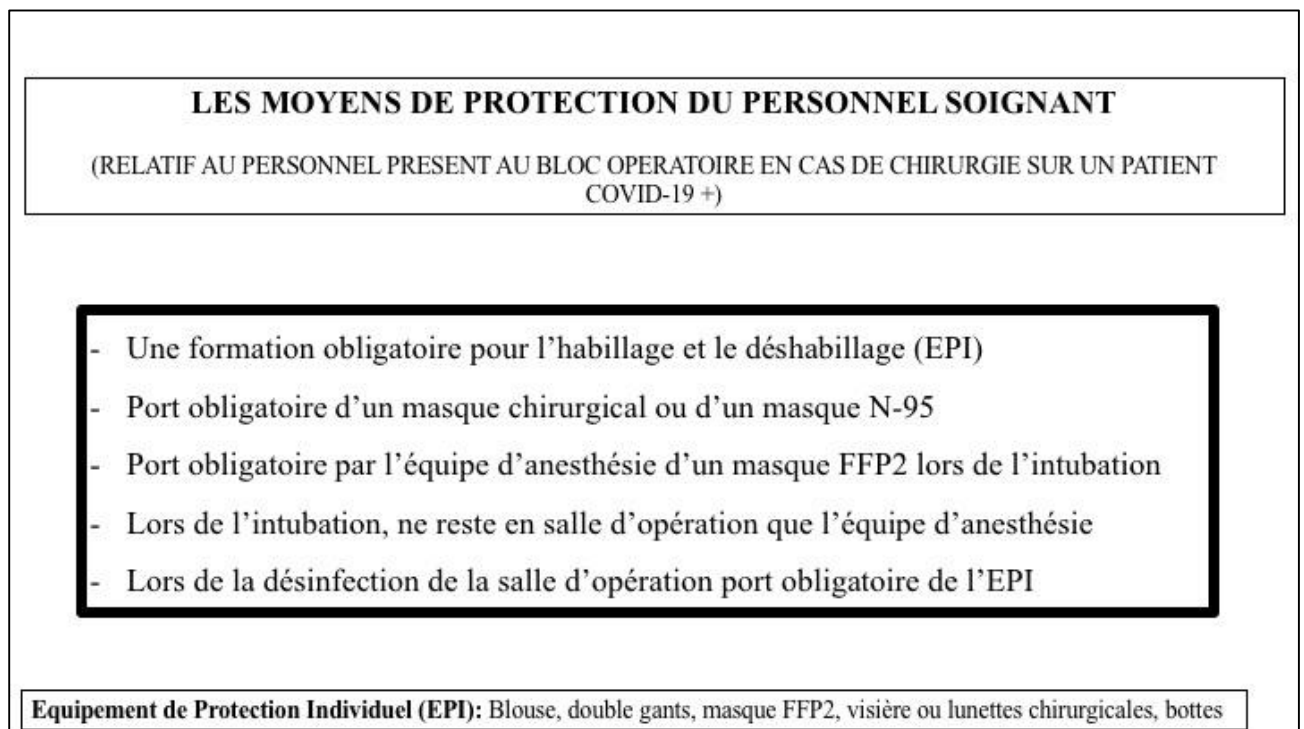 LES MOYENS DE PROTECTION DU PERSONNEL SOIGNANT
(RELATIF AU PERSONNEL PRESENT AU BLOC OPERATOIRE EN CAS DE CHIRURGIE SUR UN PATIENT
COVID-19 +)
- Une formation obligatoire pour l’habillage et le déshabillage (EPI)
- Port obligatoire d’un masque chirurgical ou d’un masque N-95
- Port obligatoire par l’équipe d’anesthésie d’un masque FFP2 lors de l’intubation
- Lors de l’intubation, ne reste en salle d’opération que l’équipe d’anesthésie
- Lors de la désinfection de la salle d’opération port obligatoire de l’EPI
Equipement de Protection Individuel (EPI): Blouse, double gants, masque FFP2, visière ou lunettes chirurgicales, bottes